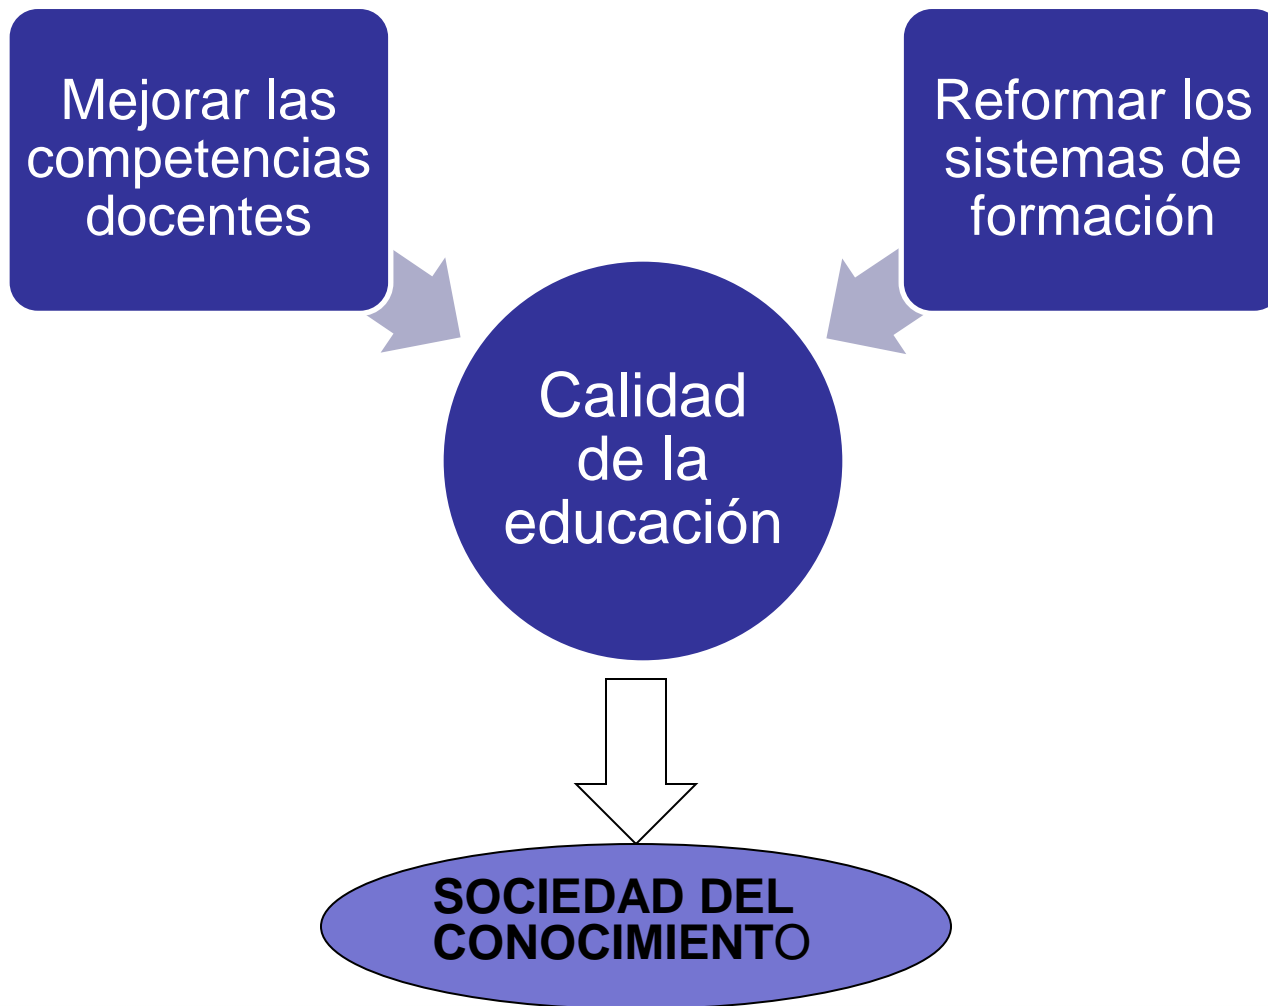 Mejorar las
competencias
docentes
Reformar los
sistemas de
formación
Calidad
de la
educación
SOCIEDAD DEL
CONOCIMIENTO